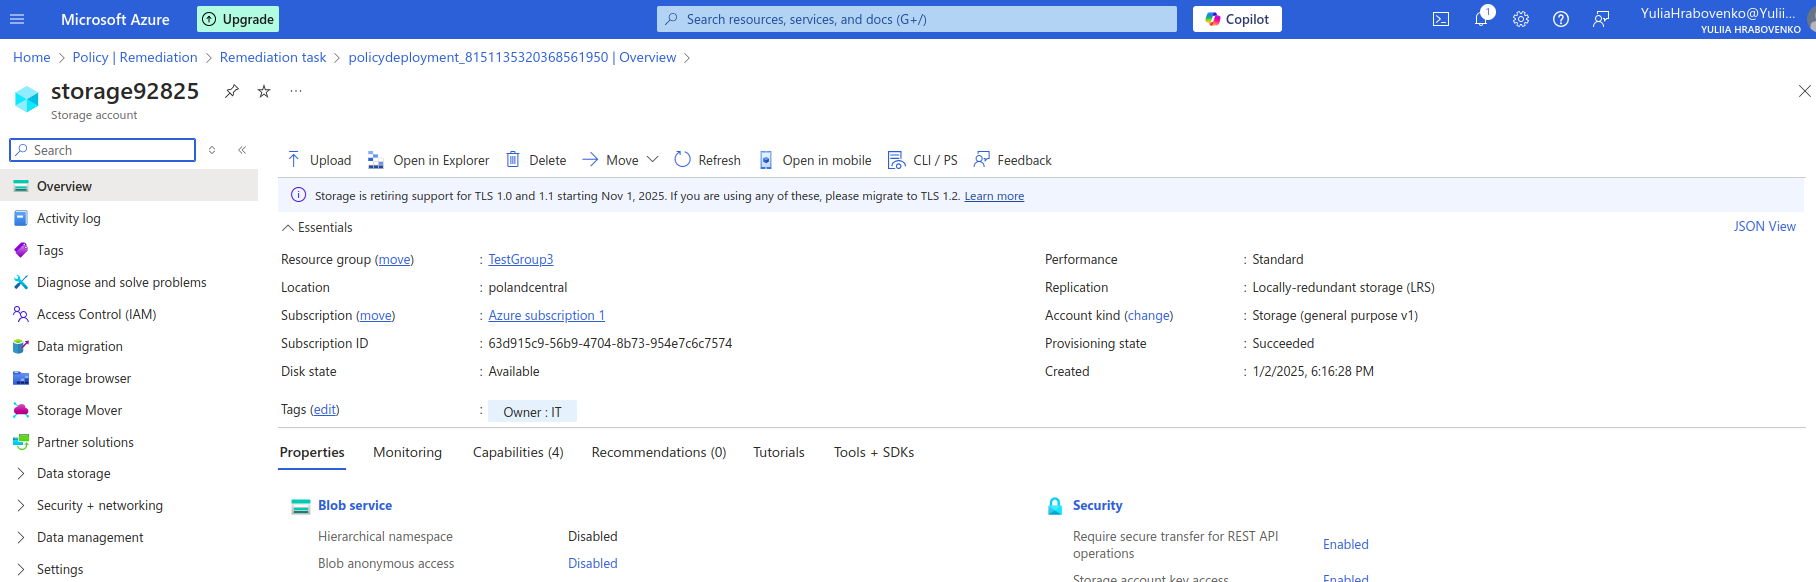 Microsoft Azure
Upgrade
Search resources, services, and docs (G+/)
Copilot
1
YuliaHrabovenko@Yulii...
YULIIA HRABOVENKO
Home > Policy | Remediation > Remediation task > policydeployment_8151135320368561950 | Overview >
storage92825
...
Storage account
Search
Overview
Activity log
Tags
Diagnose and solve problems
Access Control (IAM)
Data migration
Storage browser
Storage Mover
Partner solutions
Data storage
Security + networking
Data management
Settings
Upload
Open in Explorer
Delete
Move
Refresh
Open in mobile
CLI / PS
Feedback
Storage is retiring support for TLS 1.0 and 1.1 starting Nov 1, 2025. If you are using any of these, please migrate to TLS 1.2. Learn more
Essentials
JSON View
Resource group (move) : TestGroup3
Location : polandcentral
Subscription (move) : Azure subscription 1
Subscription ID : 63d915c9-56b9-4704-8b73-954e7c6c7574
Disk state : Available
Performance : Standard
Replication : Locally-redundant storage (LRS)
Account kind (change) : Storage (general purpose v1)
Provisioning state : Succeeded
Created : 1/2/2025, 6:16:28 PM
Tags (edit) : Owner : IT
Properties
Monitoring
Capabilities (4)
Recommendations (0)
Tutorials
Tools + SDKs
Blob service
Hierarchical namespace Disabled
Blob anonymous access Disabled
Security
Require secure transfer for REST API
operations
Enabled
Storage account key access Enabled